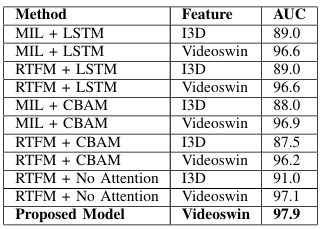 Method Feature AUC
MIL + LSTM I3D 89.0
MIL + LSTM Videoswin 96.6
RTFM + LSTM I3D 89.0
RTFM + LSTM Videoswin 96.6
MIL + CBAM I3D 88.0
MIL + CBAM Videoswin 96.9
RTFM + CBAM I3D 87.5
RTFM + CBAM Videoswin 96.2
RTFM + No Attention I3D 91.0
RTFM + No Attention Videoswin 97.1
Proposed Model Videoswin 97.9